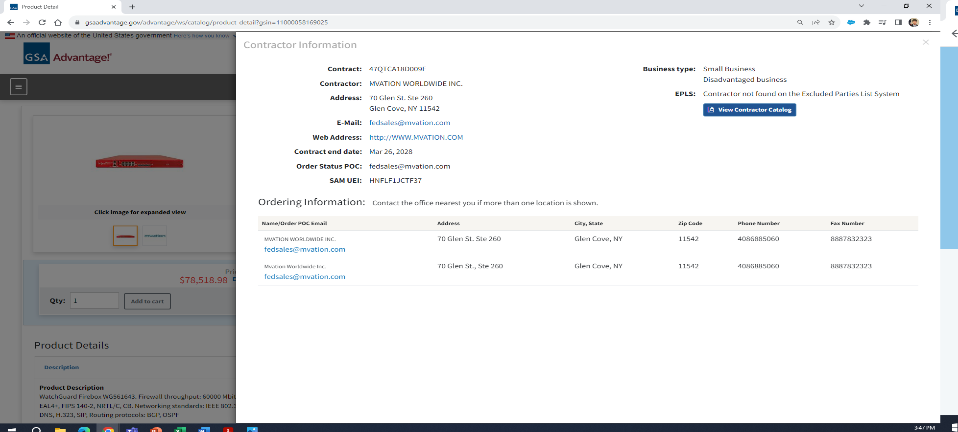 Product Detail
gsaadvantage.gov/advantage/ws/catalog/product-detail?gsin=11000058169025
An official website of the United States government Here's how you know
GSA Advantage!
Click image for expanded view
$78,518.98
Qty: 1 Add to cart
Product Details
Description
Product Description
WatchGuard Firebox WG561643. Firewall throughput: 60000 Mbi
EAL4+, FIPS 140-2, NRTL/C, CB. Networking standards: IEEE 802.
DNS, H.323, SIP. Routing protocols: BGP, OSPF
Contractor Information
Contract: 47QTCA18D009L
Contractor: MVATION WORLDWIDE INC.
Address: 70 Glen St. Ste 260
Glen Cove, NY 11542
E-Mail: fedsales@mvation.com
Web Address: http://WWW.MVATION.COM
Contract end date: Mar 26, 2028
Order Status POC: fedsales@mvation.com
SAM UEI: HNFLF1JCTF37
Business type: Small Business
Disadvantaged business
EPLS: Contractor not found on the Excluded Parties List System
View Contractor Catalog
Ordering Information: Contact the office nearest you if more than one location is shown.
Name/Order POC Email Address City, State Zip Code Phone Number Fax Number
MVATION WORLDWIDE INC. 70 Glen St. Ste 260 Glen Cove, NY 11542 4086885060 8887832323
fedsales@mvation.com
Mvation Worldwide Inc. 70 Glen St., Ste 260 Glen Cove, NY 11542 4086885060 8887832323
fedsales@mvation.com
3:47 PM